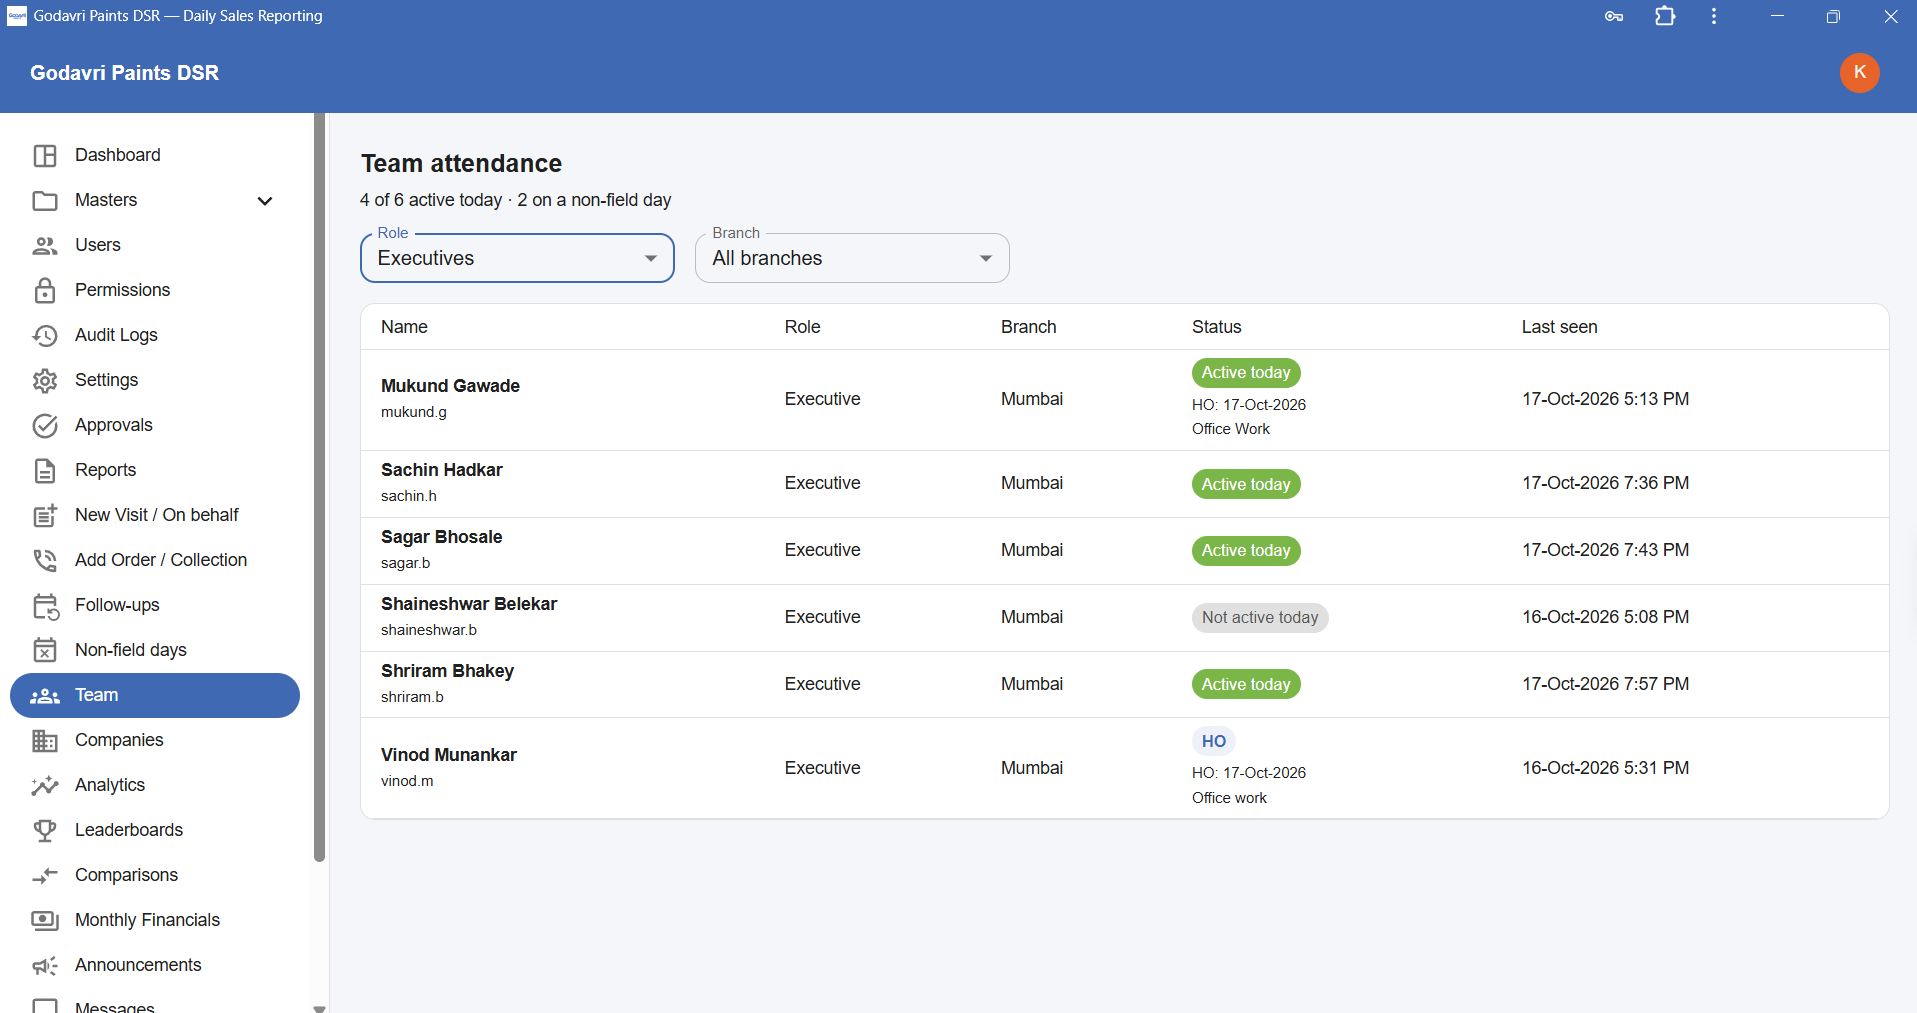 Godavri Paints DSR — Daily Sales Reporting
Godavri Paints DSR
K
Dashboard
Masters
Users
Permissions
Audit Logs
Settings
Approvals
Reports
New Visit / On behalf
Add Order / Collection
Follow-ups
Non-field days
Team
Companies
Analytics
Leaderboards
Comparisons
Monthly Financials
Announcements
Messages
Team attendance
4 of 6 active today · 2 on a non-field day
Role
Executives
Branch
All branches
Name Role Branch Status Last seen
Mukund Gawade
mukund.g
Executive Mumbai
Active today
HO: 17-Oct-2026
Office Work
17-Oct-2026 5:13 PM
Sachin Hadkar
sachin.h
Executive Mumbai Active today 17-Oct-2026 7:36 PM
Sagar Bhosale
sagar.b
Executive Mumbai Active today 17-Oct-2026 7:43 PM
Shaineshwar Belekar
shaineshwar.b
Executive Mumbai Not active today 16-Oct-2026 5:08 PM
Shriram Bhakey
shriram.b
Executive Mumbai Active today 17-Oct-2026 7:57 PM
Vinod Munankar
vinod.m
Executive Mumbai
HO
HO: 17-Oct-2026
Office work
16-Oct-2026 5:31 PM